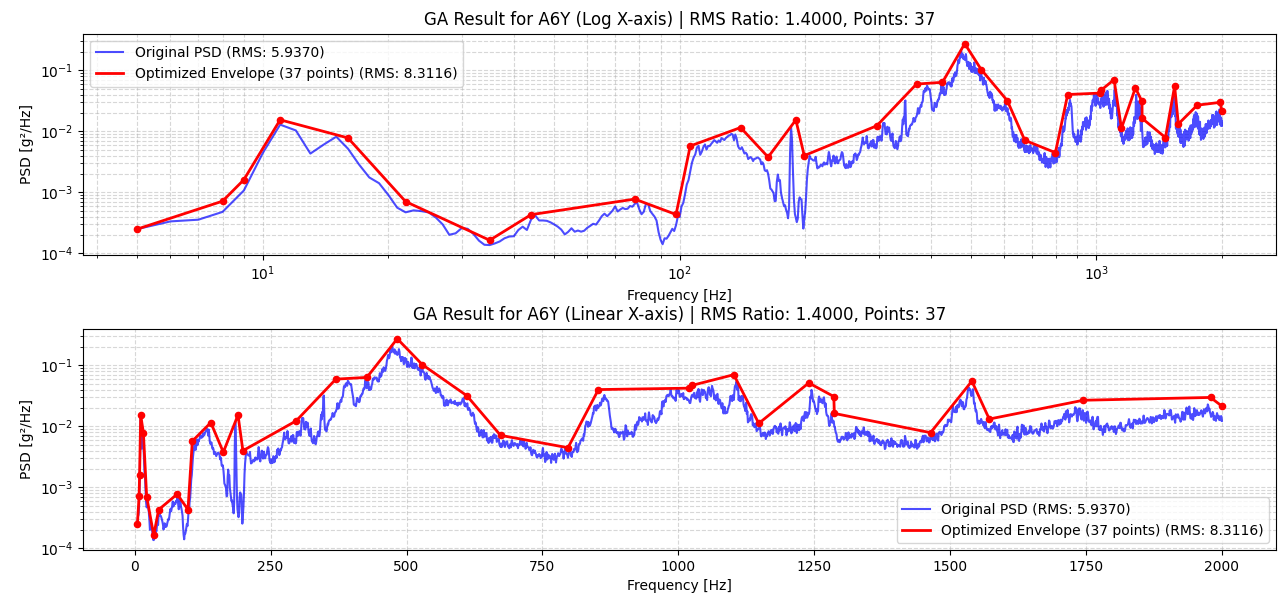 GA Result for A6Y (Log X-axis) | RMS Ratio: 1.4000, Points: 37
Original PSD (RMS: 5.9370)
Optimized Envelope (37 points) (RMS: 8.3116)
PSD [g²/Hz]
10⁻¹
10⁻²
10⁻³
10⁻⁴
10¹
10²
10³
Frequency [Hz]
GA Result for A6Y (Linear X-axis) | RMS Ratio: 1.4000, Points: 37
PSD [g²/Hz]
10⁻¹
10⁻²
10⁻³
10⁻⁴
Original PSD (RMS: 5.9370)
Optimized Envelope (37 points) (RMS: 8.3116)
0 250 500 750 1000 1250 1500 1750 2000
Frequency [Hz]